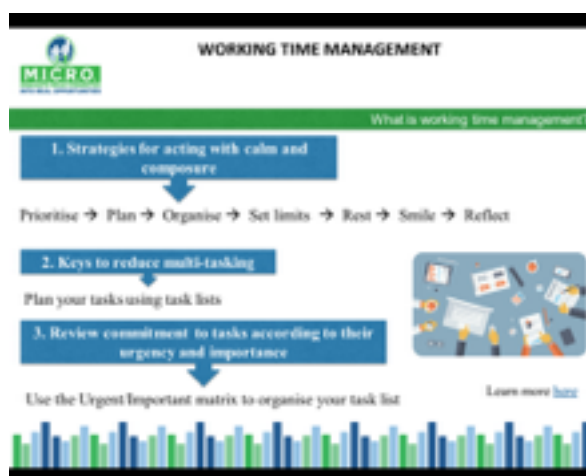 WORKING TIME MANAGEMENT
MICRO
INTO REAL OPPORTUNITIES
What is working time management?
1. Strategies for acting with calm and
composure
Prioritise → Plan → Organise → Set limits → Rest → Smile → Reflect
2. Keys to reduce multi-tasking
Plan your tasks using task lists
3. Review commitment to tasks according to their
urgency and importance
Use the Urgent/Important matrix to organise your task list
Learn more here